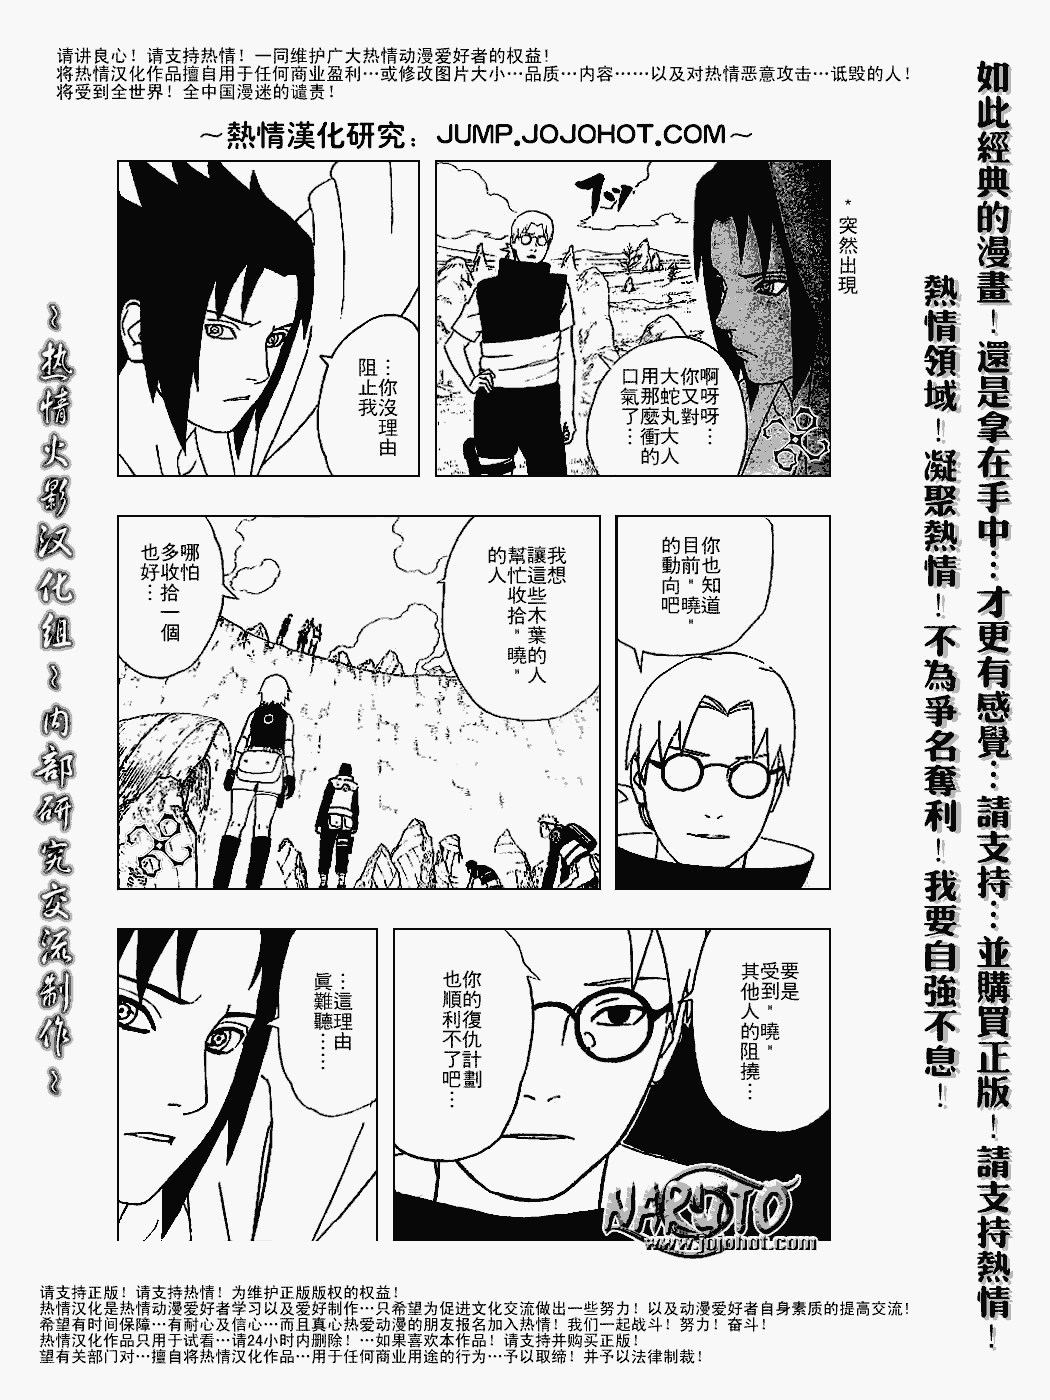 请讲良心！请支持热情！一同维护广大热情动漫爱好者的权益！
将热情汉化作品擅自用于任何商业盈利…或修改图片大小…品质…内容……以及对热情恶意攻击…诋毁的人！
将受到全世界！全中国漫迷的谴责！
～熱情漢化研究：JUMP.JOJOHOT.COM～
如此經典的漫畫！還是拿在手中…才更有感覺…請支持…並購買正版！請支持熱情！
熱情領域！凝聚熱情！不為爭名奪利！我要自強不息！
～热情火影汉化组～内部研究交流制作～
*突然出現
ブッ
啊呀呀…
你又對
大蛇丸大人
用那麼衝的
口氣了…
…你沒理由
阻止我
你也知道
目前"曉"
的動向吧
我想
讓這些木葉的人
幫忙收拾"曉"
的人
哪怕
多收拾一個
也好…
要是
受到"曉"
其他人的阻撓…
你的復仇計劃
也順利不了吧…
…這理由
真難聽……
NARUTO
www.jojohot.com
请支持正版！请支持热情！为维护正版版权的权益！
热情汉化是热情动漫爱好者学习以及爱好制作…只希望为促进文化交流做出一些努力！以及动漫爱好者自身素质的提高交流！
希望有时间保障…有耐心及信心…而且真心热爱动漫的朋友报名加入热情！我们一起战斗！努力！奋斗！
热情汉化作品只用于试看…请24小时内删除！…如果喜欢本作品！请支持并购买正版！
望有关部门对…擅自将热情汉化作品…用于任何商业用途的行为…予以取缔！并予以法律制裁！